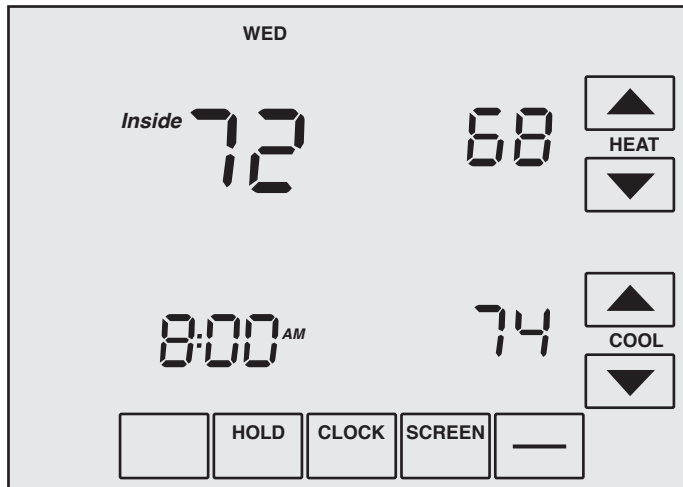 WED
Inside 72
68
HEAT
8:00 AM
74
COOL
HOLD CLOCK SCREEN